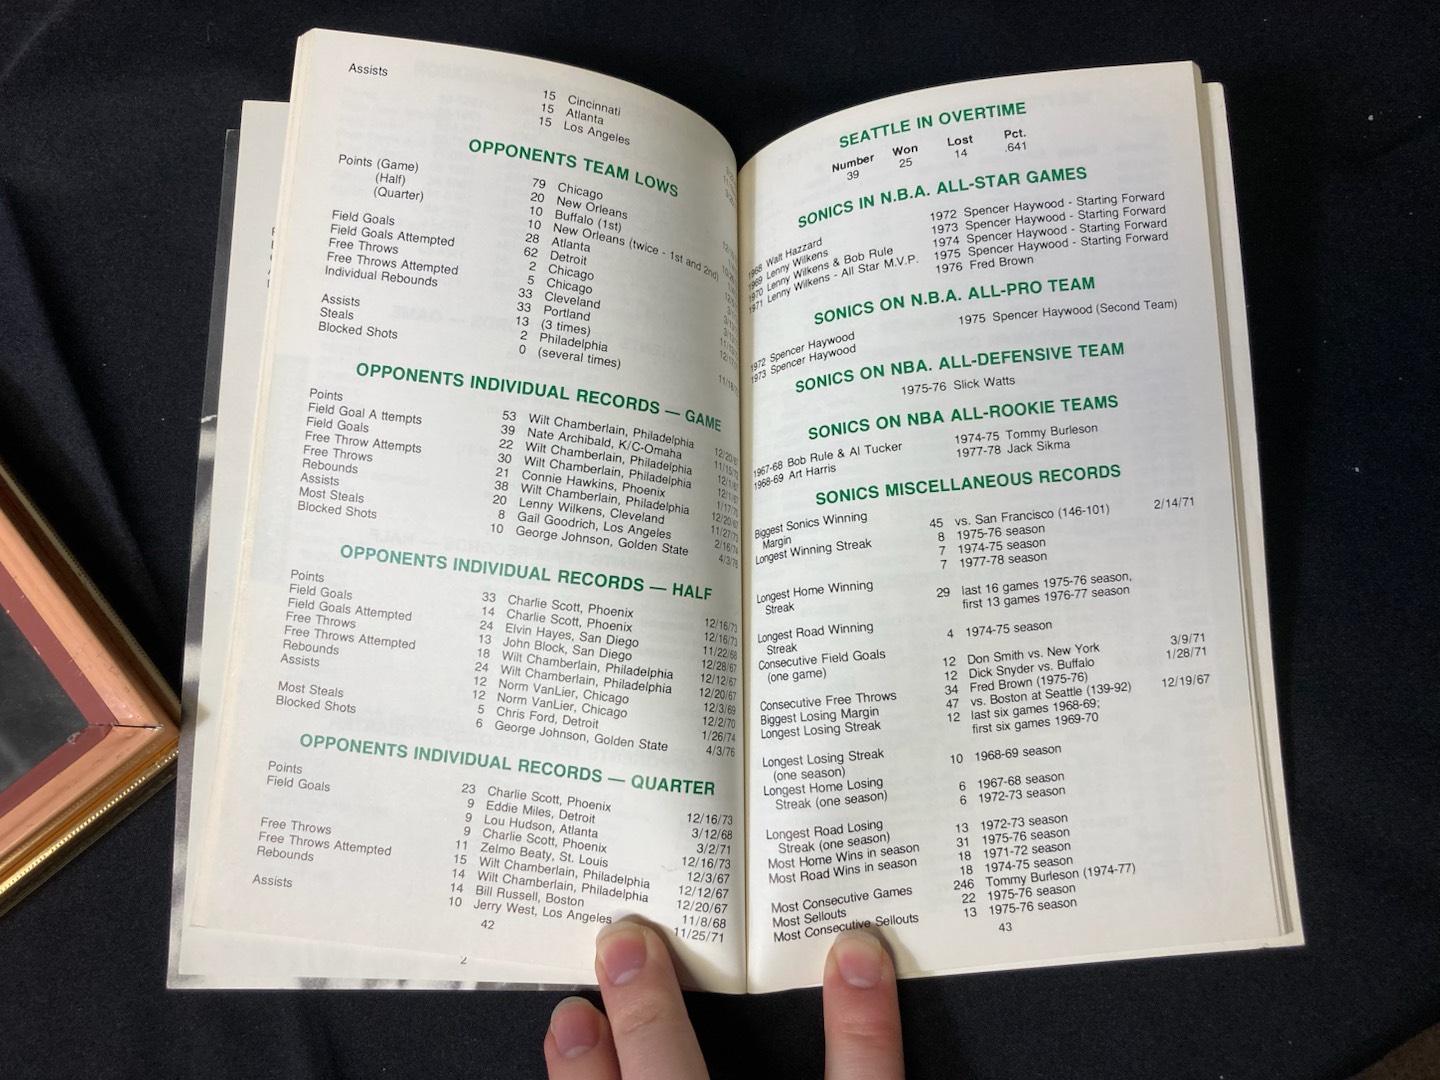 Assists
15 Cincinnati
15 Atlanta
15 Los Angeles
OPPONENTS TEAM LOWS
Points (Game) 79 Chicago
(Half) 20 New Orleans
(Quarter) 10 Buffalo (1st)
10 New Orleans (twice - 1st and 2nd)
Field Goals 28 Atlanta
Field Goals Attempted 62 Detroit
Free Throws 2 Chicago
Free Throws Attempted 5 Chicago
Individual Rebounds 33 Cleveland
33 Portland
Assists 13 (3 times)
Steals 2 Philadelphia
Blocked Shots 0 (several times)
OPPONENTS INDIVIDUAL RECORDS — GAME
Points 53 Wilt Chamberlain, Philadelphia
Field Goal A ttempts 39 Nate Archibald, K/C-Omaha
Field Goals 22 Wilt Chamberlain, Philadelphia
Free Throw Attempts 30 Wilt Chamberlain, Philadelphia
Free Throws 21 Connie Hawkins, Phoenix
Rebounds 38 Wilt Chamberlain, Philadelphia
Assists 20 Lenny Wilkens, Cleveland
Most Steals 8 Gail Goodrich, Los Angeles
Blocked Shots 10 George Johnson, Golden State
OPPONENTS INDIVIDUAL RECORDS — HALF
Points 33 Charlie Scott, Phoenix 12/16/73
Field Goals 14 Charlie Scott, Phoenix 12/16/73
Field Goals Attempted 24 Elvin Hayes, San Diego 11/22/68
Free Throws 13 John Block, San Diego 12/28/67
Free Throws Attempted 18 Wilt Chamberlain, Philadelphia 12/12/67
Rebounds 24 Wilt Chamberlain, Philadelphia 12/20/67
Assists 12 Norm VanLier, Chicago 12/3/69
12 Norm VanLier, Chicago 12/2/70
Most Steals 5 Chris Ford, Detroit 1/26/74
Blocked Shots 6 George Johnson, Golden State 4/3/76
OPPONENTS INDIVIDUAL RECORDS — QUARTER
Points 23 Charlie Scott, Phoenix 12/16/73
Field Goals 9 Eddie Miles, Detroit 3/12/68
9 Lou Hudson, Atlanta 3/2/71
9 Charlie Scott, Phoenix 12/16/73
Free Throws 11 Zelmo Beaty, St. Louis 12/3/67
Free Throws Attempted 15 Wilt Chamberlain, Philadelphia 12/12/67
Rebounds 14 Wilt Chamberlain, Philadelphia 12/20/67
14 Bill Russell, Boston 11/8/68
Assists 10 Jerry West, Los Angeles 11/25/71
42
2
SEATTLE IN OVERTIME
Number Won Lost Pct.
39 25 14 .641
SONICS IN N.B.A. ALL-STAR GAMES
1968 Walt Hazzard
1969 Lenny Wilkens
1970 Lenny Wilkens & Bob Rule
1971 Lenny Wilkens - All Star M.V.P.
1972 Spencer Haywood - Starting Forward
1973 Spencer Haywood - Starting Forward
1974 Spencer Haywood - Starting Forward
1975 Spencer Haywood - Starting Forward
1976 Fred Brown
SONICS ON N.B.A. ALL-PRO TEAM
1972 Spencer Haywood
1973 Spencer Haywood
1975 Spencer Haywood (Second Team)
SONICS ON NBA. ALL-DEFENSIVE TEAM
1975-76 Slick Watts
SONICS ON NBA ALL-ROOKIE TEAMS
1967-68 Bob Rule & Al Tucker
1968-69 Art Harris
1974-75 Tommy Burleson
1977-78 Jack Sikma
SONICS MISCELLANEOUS RECORDS
Biggest Sonics Winning
Margin 45 vs. San Francisco (146-101) 2/14/71
Longest Winning Streak 8 1975-76 season
7 1974-75 season
7 1977-78 season
Longest Home Winning
Streak 29 last 16 games 1975-76 season,
first 13 games 1976-77 season
Longest Road Winning
Streak 4 1974-75 season
Consecutive Field Goals
(one game) 12 Don Smith vs. New York 3/9/71
12 Dick Snyder vs. Buffalo 1/28/71
Consecutive Free Throws 34 Fred Brown (1975-76)
Biggest Losing Margin 47 vs. Boston at Seattle (139-92) 12/19/67
Longest Losing Streak 12 last six games 1968-69;
first six games 1969-70
Longest Losing Streak
(one season) 10 1968-69 season
Longest Home Losing
Streak (one season) 6 1967-68 season
6 1972-73 season
Longest Road Losing
Streak (one season) 13 1972-73 season
Most Home Wins in season 31 1975-76 season
Most Road Wins in season 18 1971-72 season
18 1974-75 season
Most Consecutive Games 246 Tommy Burleson (1974-77)
Most Sellouts 22 1975-76 season
Most Consecutive Sellouts 13 1975-76 season
43